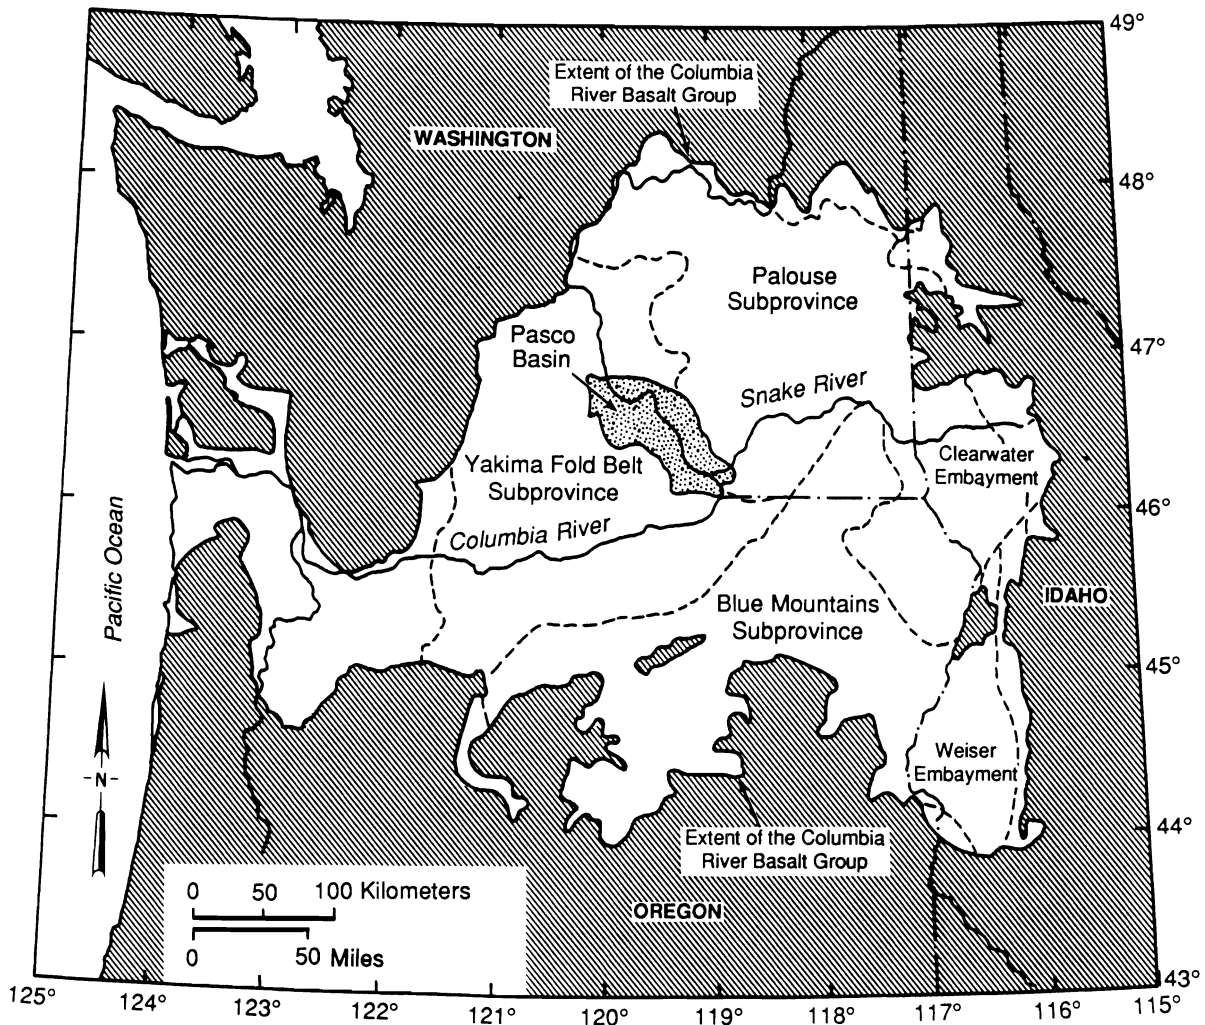 49°
Extent of the Columbia
River Basalt Group
WASHINGTON
48°
Palouse
Subprovince
Pasco
Basin
47°
Snake River
Clearwater
Embayment
Yakima Fold Belt
Subprovince
46°
Columbia River
Pacific Ocean
IDAHO
Blue Mountains
Subprovince
45°
N
Weiser
Embayment
44°
Extent of the Columbia
River Basalt Group
0 50 100 Kilometers
0 50 Miles
OREGON
43°
125° 124° 123° 122° 121° 120° 119° 118° 117° 116° 115°